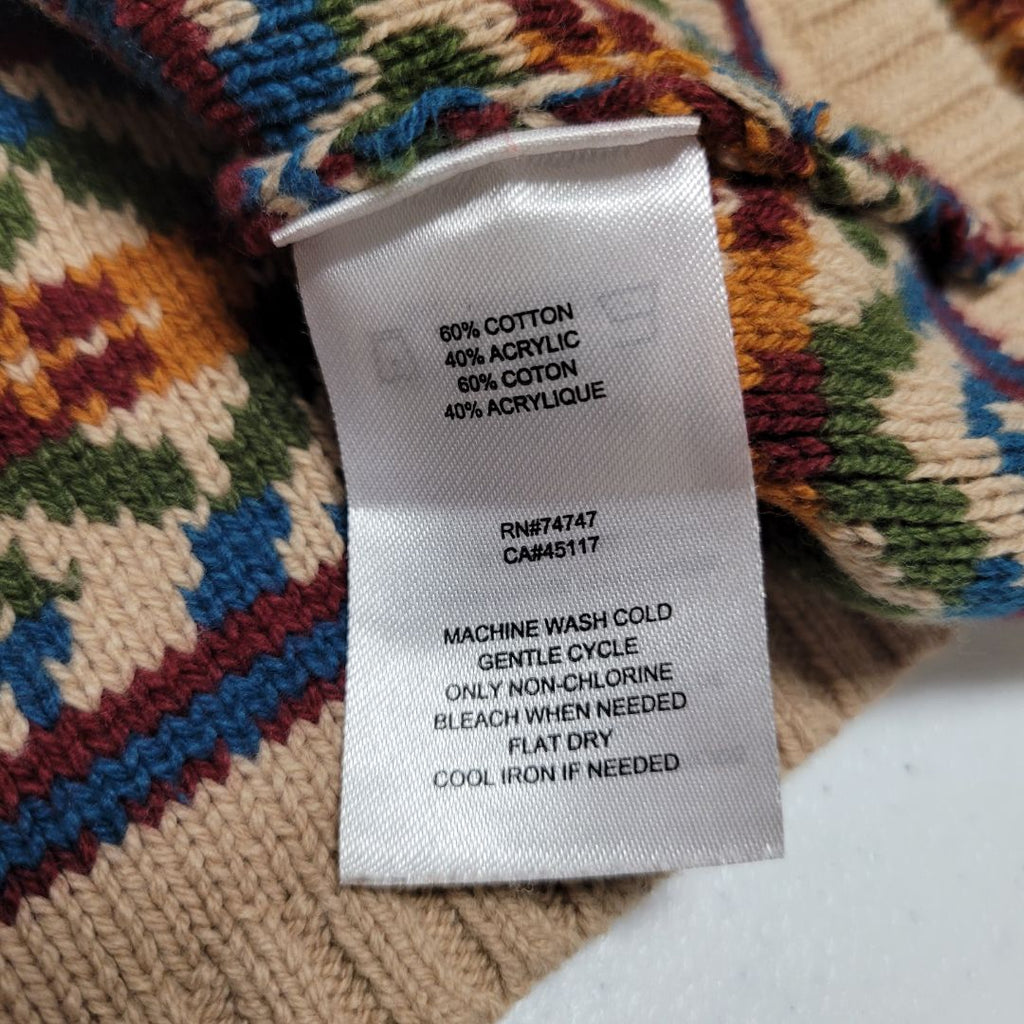 60% COTTON
40% ACRYLIC
60% COTON
40% ACRYLIQUE
RN#74747
CA#45117
MACHINE WASH COLD
GENTLE CYCLE
ONLY NON-CHLORINE
BLEACH WHEN NEEDED
FLAT DRY
COOL IRON IF NEEDED